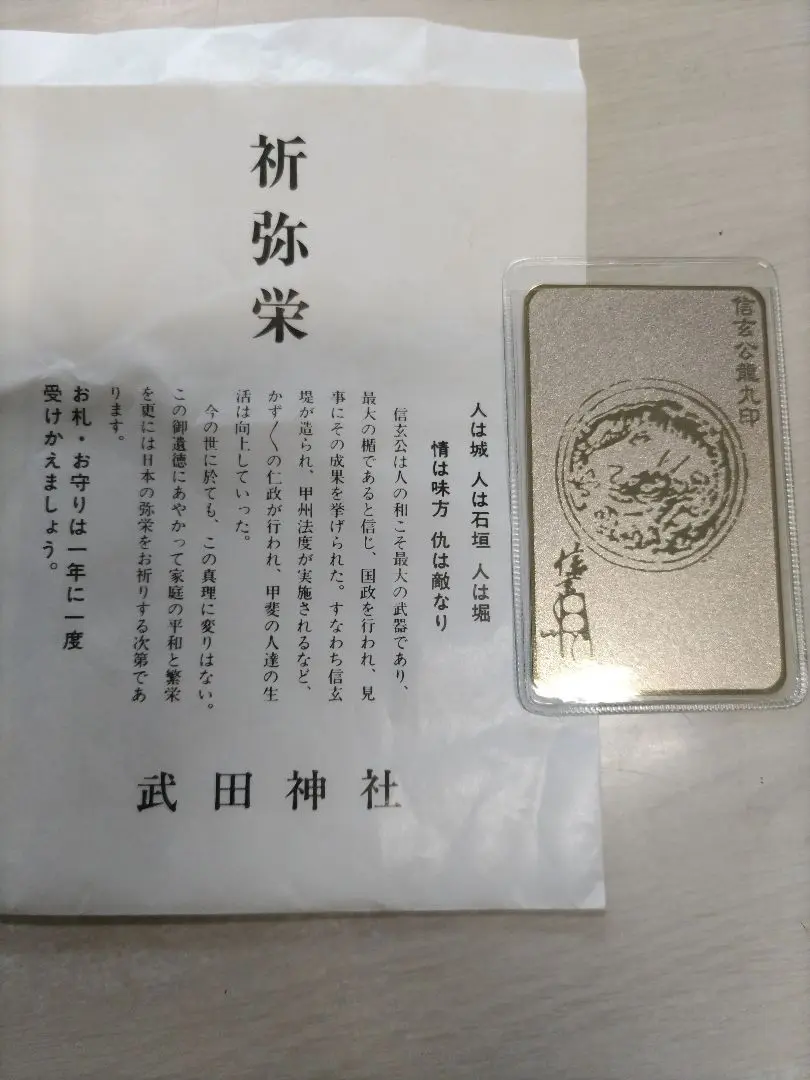 祈弥栄
人は城 人は石垣 人は堀
情は味方 仇は敵なり
信玄公は人の和こそ最大の武器であり、
最大の楯であると信じ、国政を行われ、見
事にその成果を挙げられた。すなわち信玄
堤が造られ、甲州法度が実施されるなど、
かず〱の仁政が行われ、甲斐の人達の生
活は向上していった。
今の世に於ても、この真理に変りはない。
この御遺徳にあやかって家庭の平和と繁栄
を更には日本の弥栄をお祈りする次第であ
ります。
お札・お守りは一年に一度
受けかえましょう。
武田神社
信玄公龍丸印
信玄